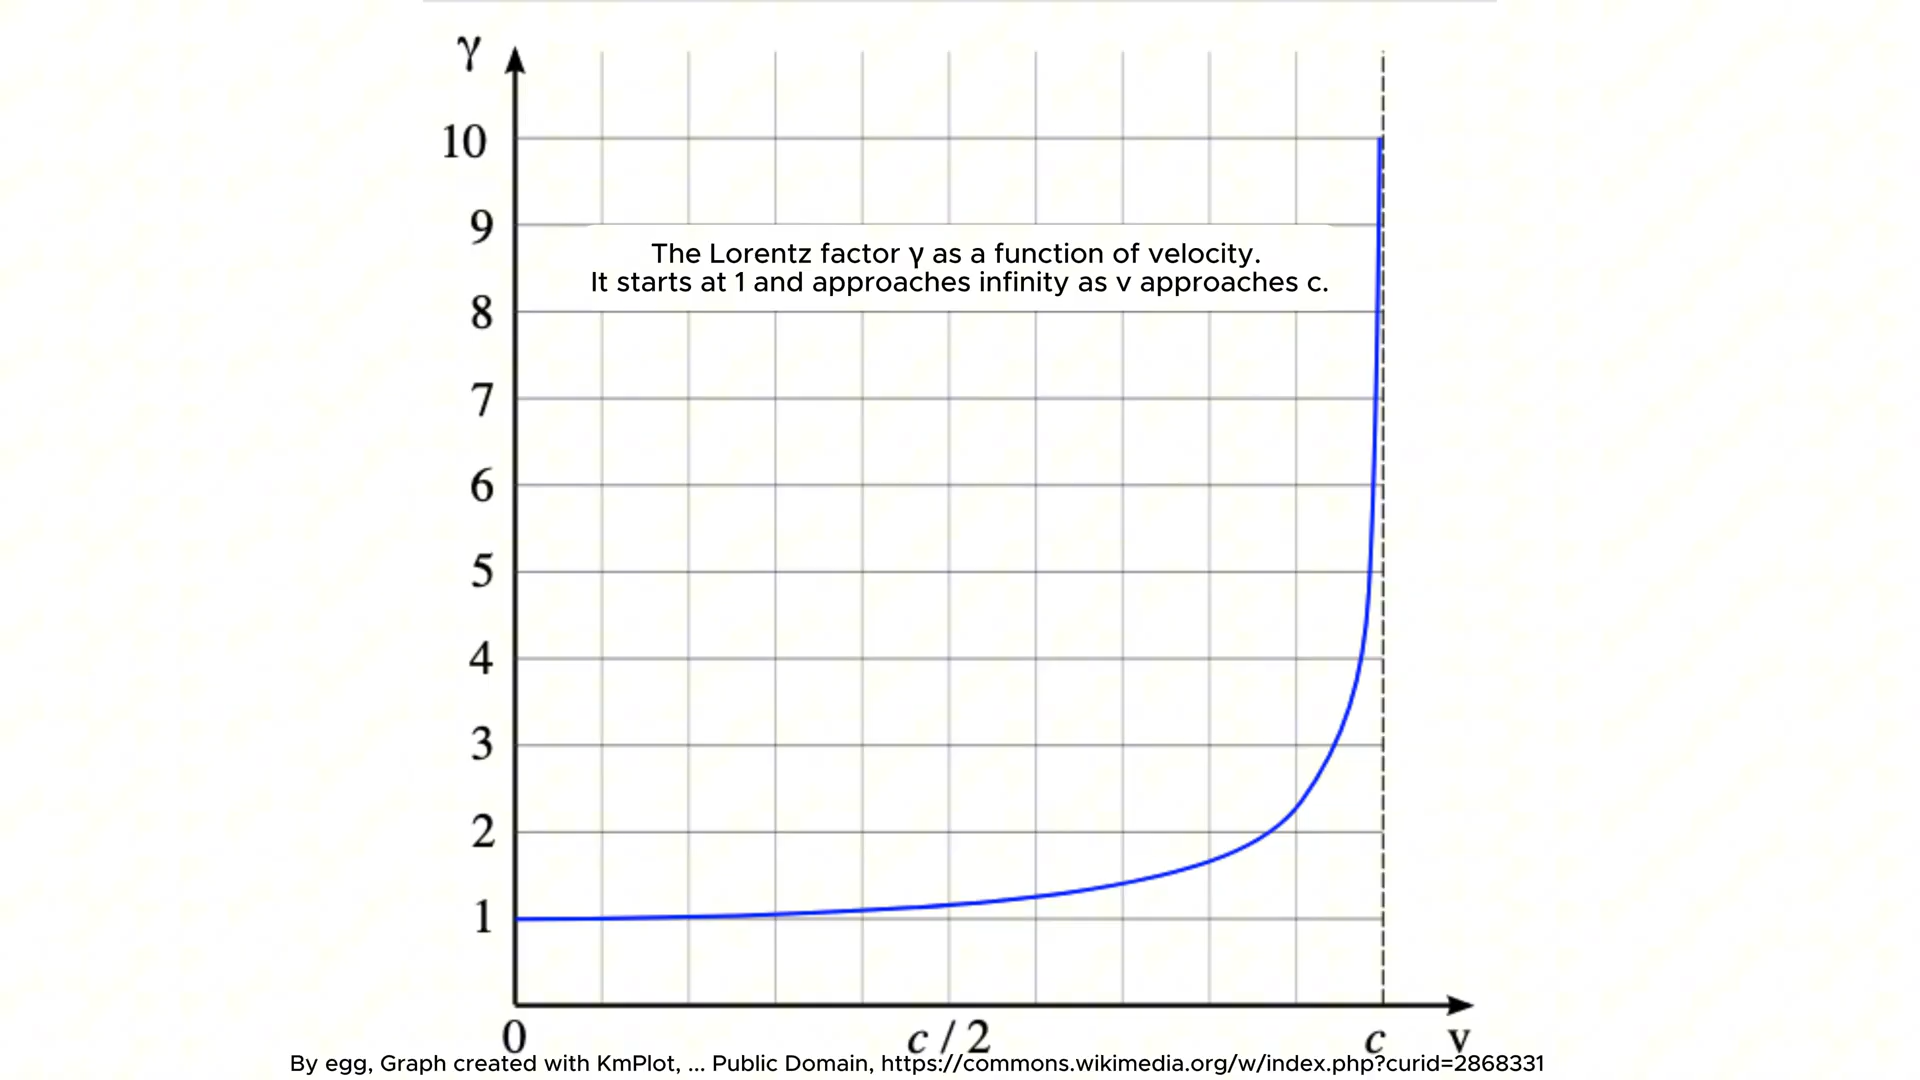 γ
10
9
The Lorentz factor γ as a function of velocity.
It starts at 1 and approaches infinity as v approaches c.
8
7
6
5
4
3
2
1
0 c / 2 c v
By egg, Graph created with KmPlot, ... Public Domain, https://commons.wikimedia.org/w/index.php?curid=2868331